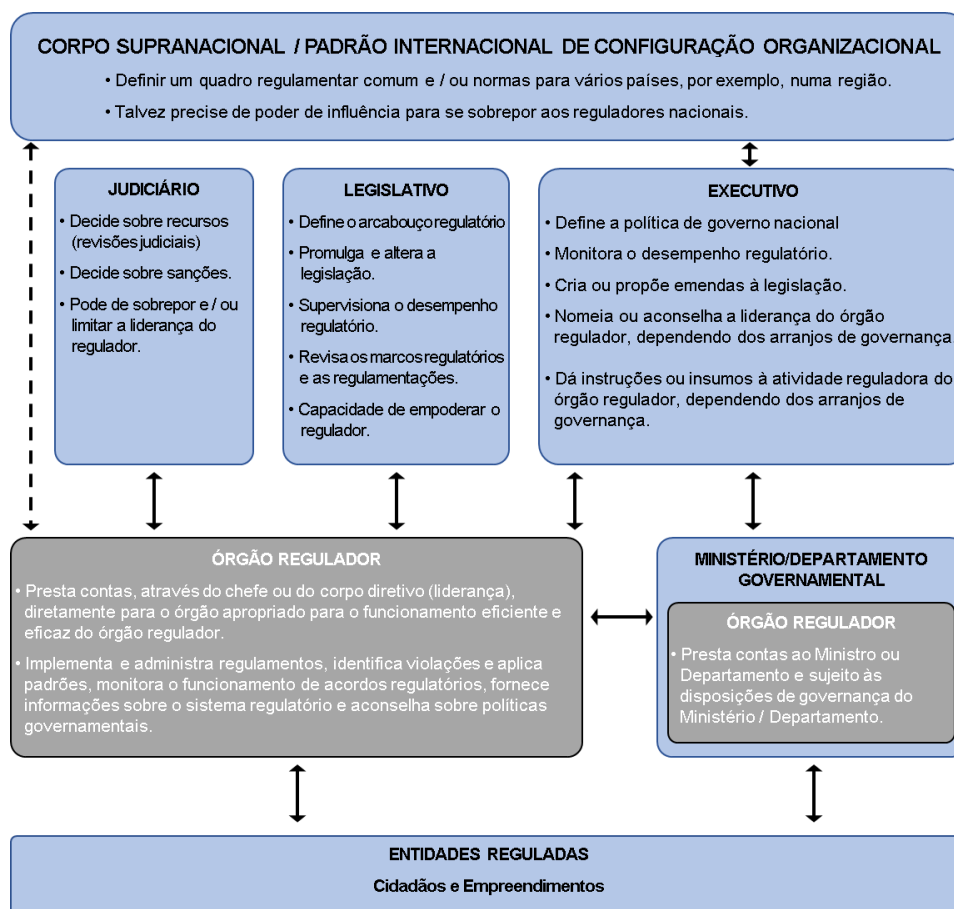 CORPO SUPRANACIONAL / PADRÃO INTERNACIONAL DE CONFIGURAÇÃO ORGANIZACIONAL
• Definir um quadro regulamentar comum e / ou normas para vários países, por exemplo, numa região.
• Talvez precise de poder de influência para se sobrepor aos reguladores nacionais.
JUDICIÁRIO
• Decide sobre recursos
(revisões judiciais)
• Decide sobre sanções.
• Pode de sobrepor e / ou
limitar a liderança do
regulador.
LEGISLATIVO
• Define o arcabouço regulatório
• Promulga e altera a
legislação.
• Supervisiona o desempenho
regulatório.
• Revisa os marcos regulatórios
e as regulamentações.
• Capacidade de empoderar o
regulador.
EXECUTIVO
• Define a política de governo nacional
• Monitora o desempenho regulatório.
• Cria ou propõe emendas à legislação.
• Nomeia ou aconselha a liderança do órgão
regulador, dependendo dos arranjos de governança.
• Dá instruções ou insumos à atividade reguladora do
órgão regulador, dependendo dos arranjos de
governança.
ÓRGÃO REGULADOR
• Presta contas, através do chefe ou do corpo diretivo (liderança),
diretamente para o órgão apropriado para o funcionamento eficiente e
eficaz do órgão regulador.
• Implementa e administra regulamentos, identifica violações e aplica
padrões, monitora o funcionamento de acordos regulatórios, fornece
informações sobre o sistema regulatório e aconselha sobre políticas
governamentais.
MINISTÉRIO/DEPARTAMENTO
GOVERNAMENTAL
ÓRGÃO REGULADOR
• Presta contas ao Ministro ou
Departamento e sujeito às
disposições de governança do
Ministério / Departamento.
ENTIDADES REGULADAS
Cidadãos e Empreendimentos